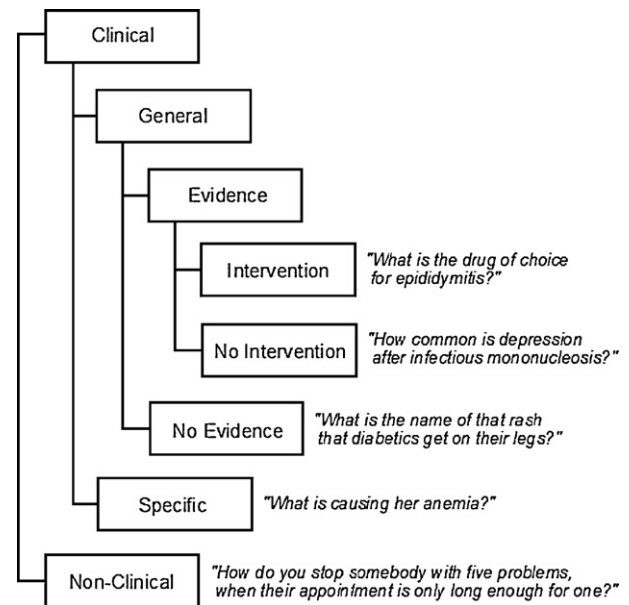 Clinical
General
Evidence
Intervention
"What is the drug of choice
for epididymitis?"
No Intervention
"How common is depression
after infectious mononucleosis?"
No Evidence
"What is the name of that rash
that diabetics get on their legs?"
Specific
"What is causing her anemia?"
Non-Clinical
"How do you stop somebody with five problems,
when their appointment is only long enough for one?"